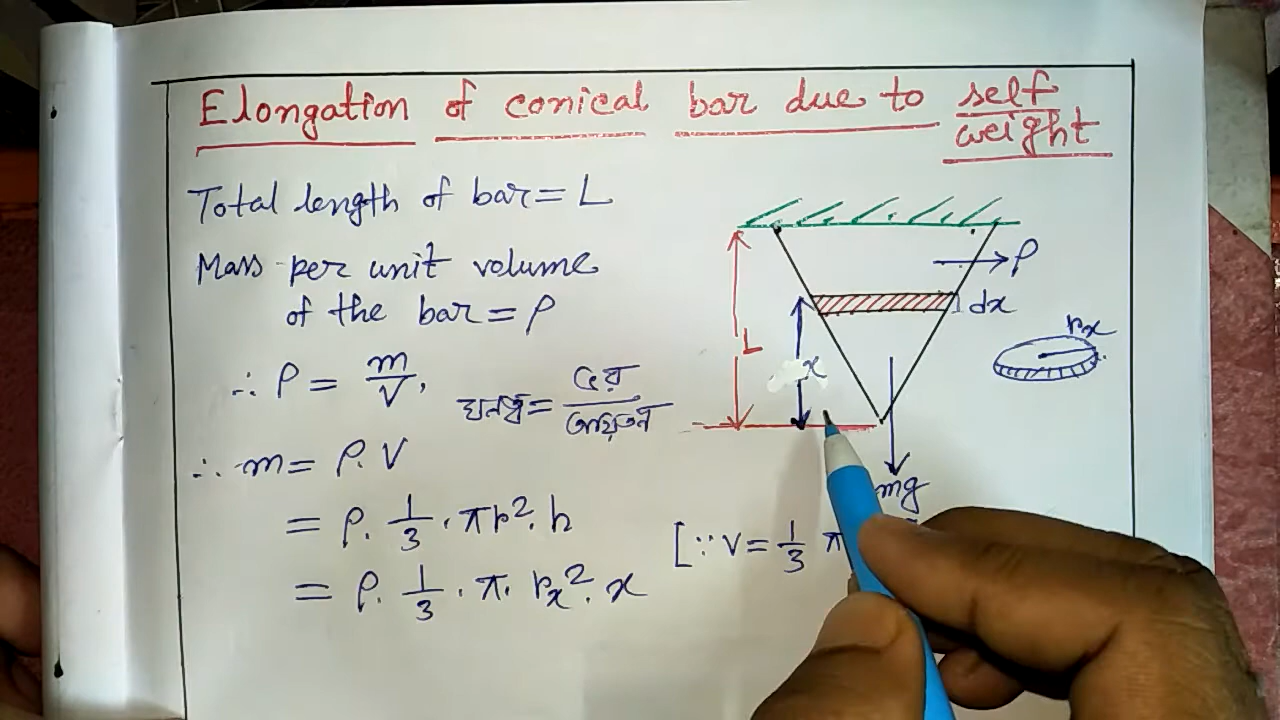 Elongation of conical bar due to self
weight
Total length of bar = L
Mass per unit volume
of the bar = ρ
∴ ρ = m/V,
ঘনত্ব = ভর/আয়তন
∴ m = ρ. V
= ρ. 1/3 . πr². h
[∵ V = 1/3 π
= ρ. 1/3 . π. rx². x
ρ
dx
rx
L
x
mg